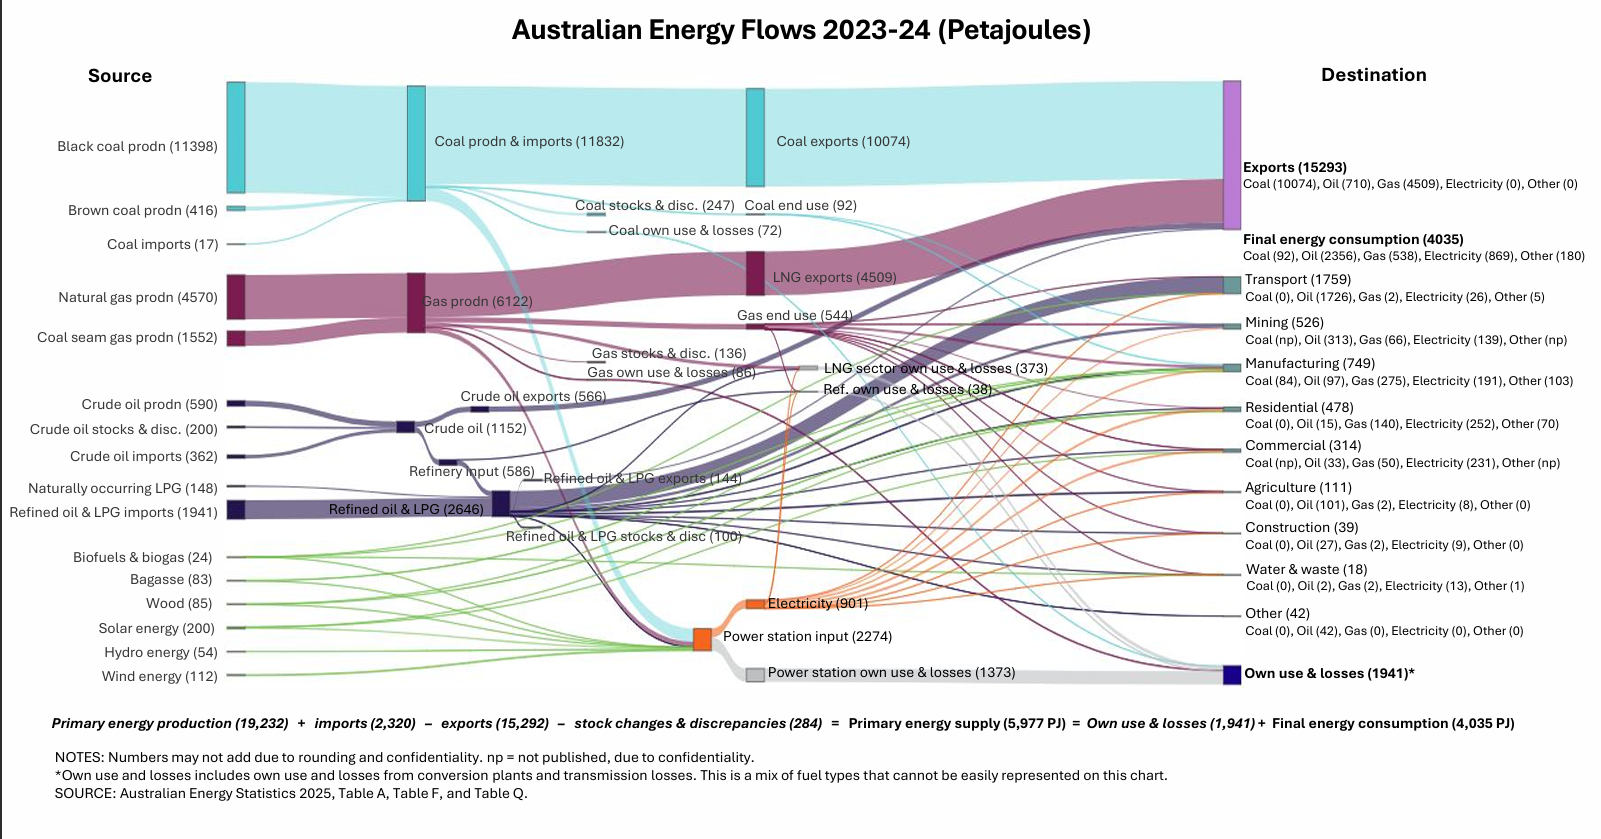 Australian Energy Flows 2023-24 (Petajoules)
Source
Destination
Black coal prodn (11398)
Brown coal prodn (416)
Coal imports (17)
Natural gas prodn (4570)
Coal seam gas prodn (1552)
Crude oil prodn (590)
Crude oil stocks & disc. (200)
Crude oil imports (362)
Naturally occurring LPG (148)
Refined oil & LPG imports (1941)
Biofuels & biogas (24)
Bagasse (83)
Wood (85)
Solar energy (200)
Hydro energy (54)
Wind energy (112)
Coal prodn & imports (11832)
Gas prodn (6122)
Crude oil exports (566)
Crude oil (1152)
Refinery input (586)
Refined oil & LPG exports (144)
Refined oil & LPG (2646)
Refined oil & LPG stocks & disc (100)
Coal exports (10074)
Coal stocks & disc. (247)
Coal end use (92)
Coal own use & losses (72)
LNG exports (4509)
Gas end use (544)
Gas stocks & disc. (136)
Gas own use & losses (86)
LNG sector own use & losses (373)
Ref. own use & losses (38)
Electricity (901)
Power station input (2274)
Power station own use & losses (1373)
Exports (15293)
Coal (10074), Oil (710), Gas (4509), Electricity (0), Other (0)
Final energy consumption (4035)
Coal (92), Oil (2356), Gas (538), Electricity (869), Other (180)
Transport (1759)
Coal (0), Oil (1726), Gas (2), Electricity (26), Other (5)
Mining (526)
Coal (np), Oil (313), Gas (66), Electricity (139), Other (np)
Manufacturing (749)
Coal (84), Oil (97), Gas (275), Electricity (191), Other (103)
Residential (478)
Coal (0), Oil (15), Gas (140), Electricity (252), Other (70)
Commercial (314)
Coal (np), Oil (33), Gas (50), Electricity (231), Other (np)
Agriculture (111)
Coal (0), Oil (101), Gas (2), Electricity (8), Other (0)
Construction (39)
Coal (0), Oil (27), Gas (2), Electricity (9), Other (0)
Water & waste (18)
Coal (0), Oil (2), Gas (2), Electricity (13), Other (1)
Other (42)
Coal (0), Oil (42), Gas (0), Electricity (0), Other (0)
Own use & losses (1941)*
Primary energy production (19,232) + imports (2,320) – exports (15,292) – stock changes & discrepancies (284) = Primary energy supply (5,977 PJ) = Own use & losses (1,941) + Final energy consumption (4,035 PJ)
NOTES: Numbers may not add due to rounding and confidentiality. np = not published, due to confidentiality.
*Own use and losses includes own use and losses from conversion plants and transmission losses. This is a mix of fuel types that cannot be easily represented on this chart.
SOURCE: Australian Energy Statistics 2025, Table A, Table F, and Table Q.